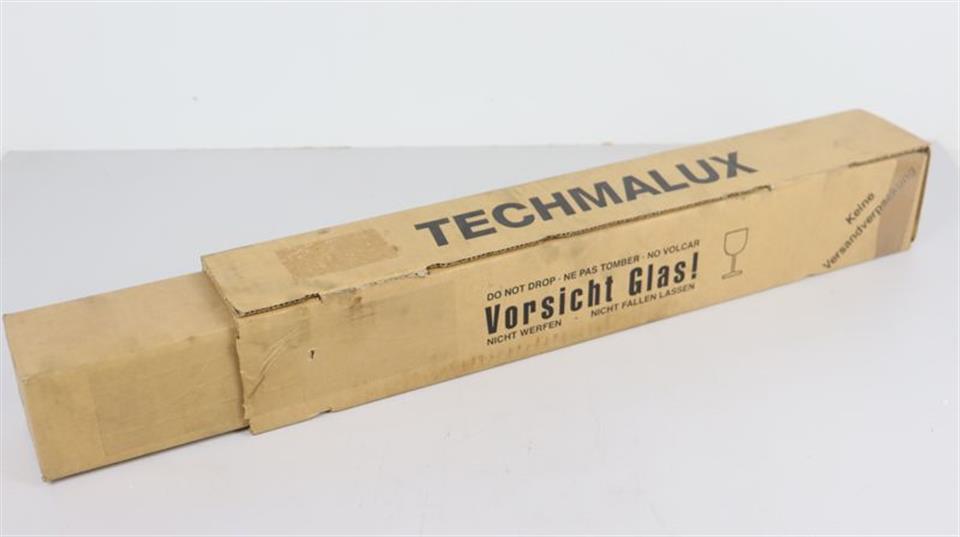 TECHMALUX
DO NOT DROP · NE PAS TOMBER · NO VOLCAR
Vorsicht Glas!
NICHT WERFEN NICHT FALLEN LASSEN
Keine
Versandverpackung